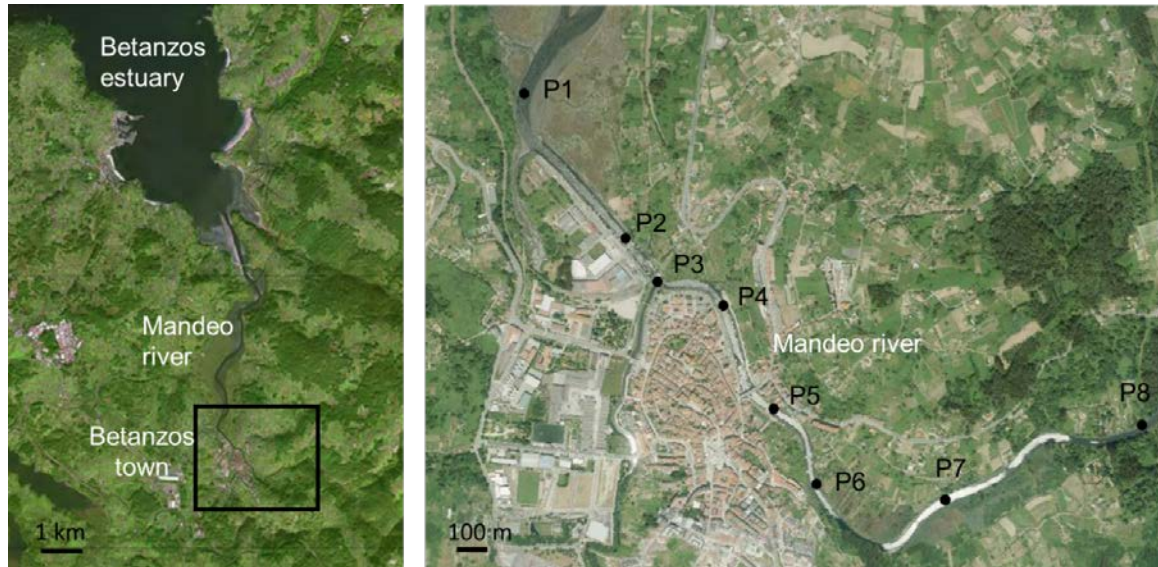 Betanzos
estuary
Mandeo
river
Betanzos
town
1 km
P1
P2
P3
P4
Mandeo river
P5
P8
P7
P6
100 m